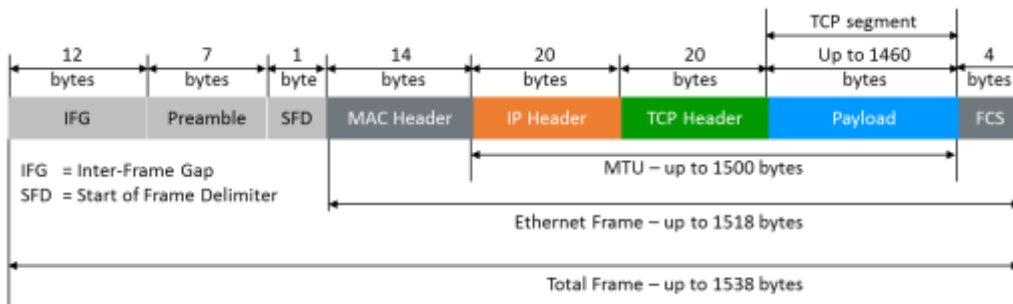 TCP segment
12 7 1 14 20 20 Up to 1460 4
bytes bytes byte bytes bytes bytes bytes bytes
IFG Preamble SFD MAC Header IP Header TCP Header Payload FCS
IFG = Inter-Frame Gap
MTU – up to 1500 bytes
SFD = Start of Frame Delimiter
Ethernet Frame – up to 1518 bytes
Total Frame – up to 1538 bytes